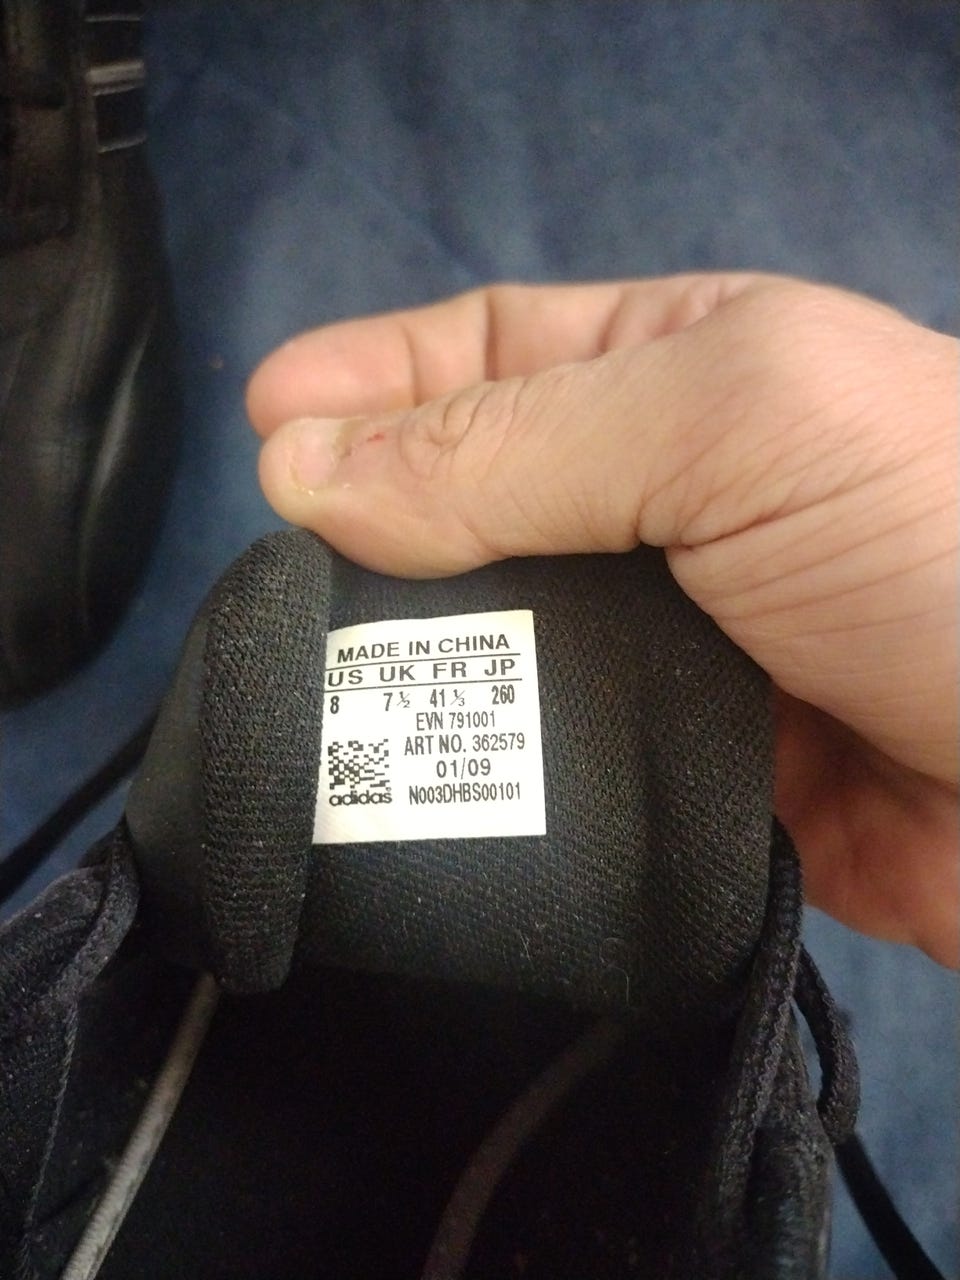 MADE IN CHINA
US UK FR JP
8 7½ 41⅓ 260
EVN 791001
ART NO. 362579
01/09
adidas N003DHBS00101